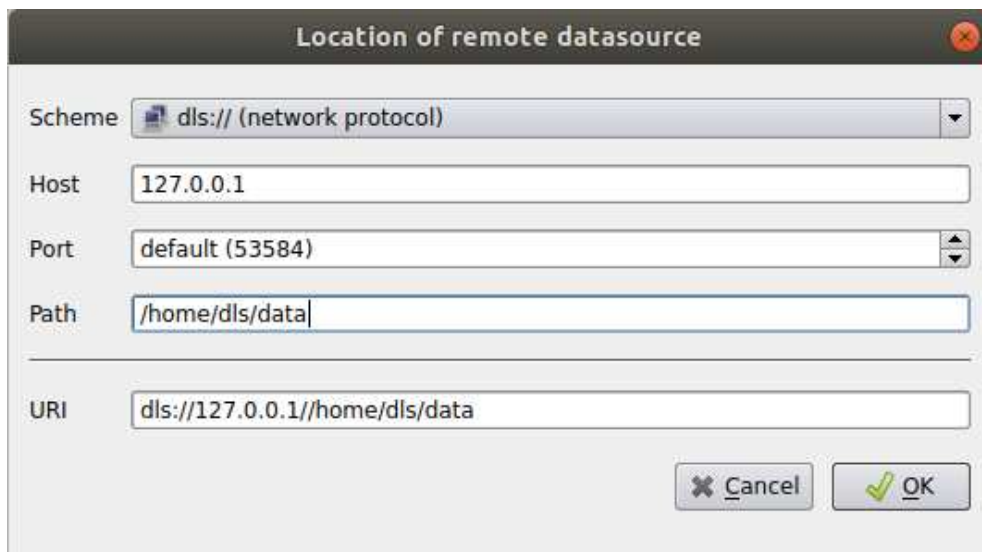 Location of remote datasource
Scheme dls:// (network protocol)
Host 127.0.0.1
Port default (53584)
Path /home/dls/data
URI dls://127.0.0.1//home/dls/data
Cancel OK